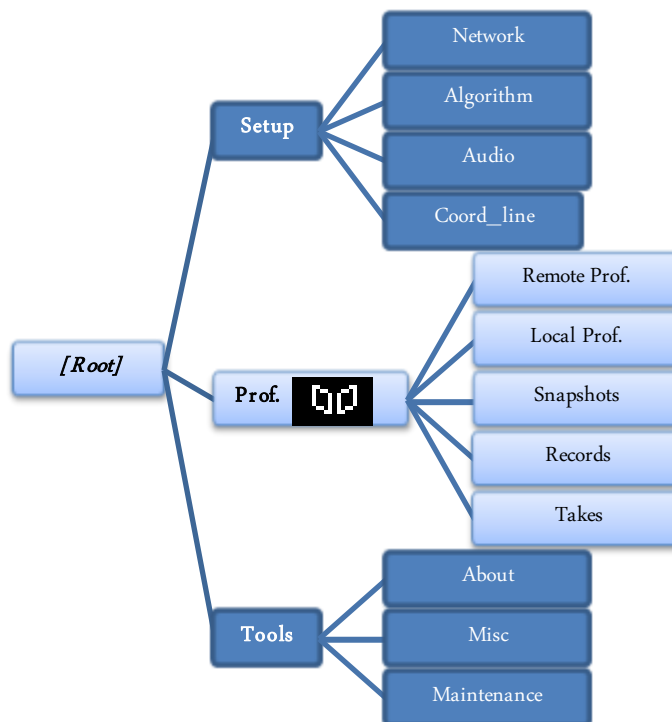 Network
Algorithm
Setup
Audio
Coord_line
Remote Prof.
Local Prof.
[Root]
Prof.
Snapshots
Records
Takes
About
Tools
Misc
Maintenance